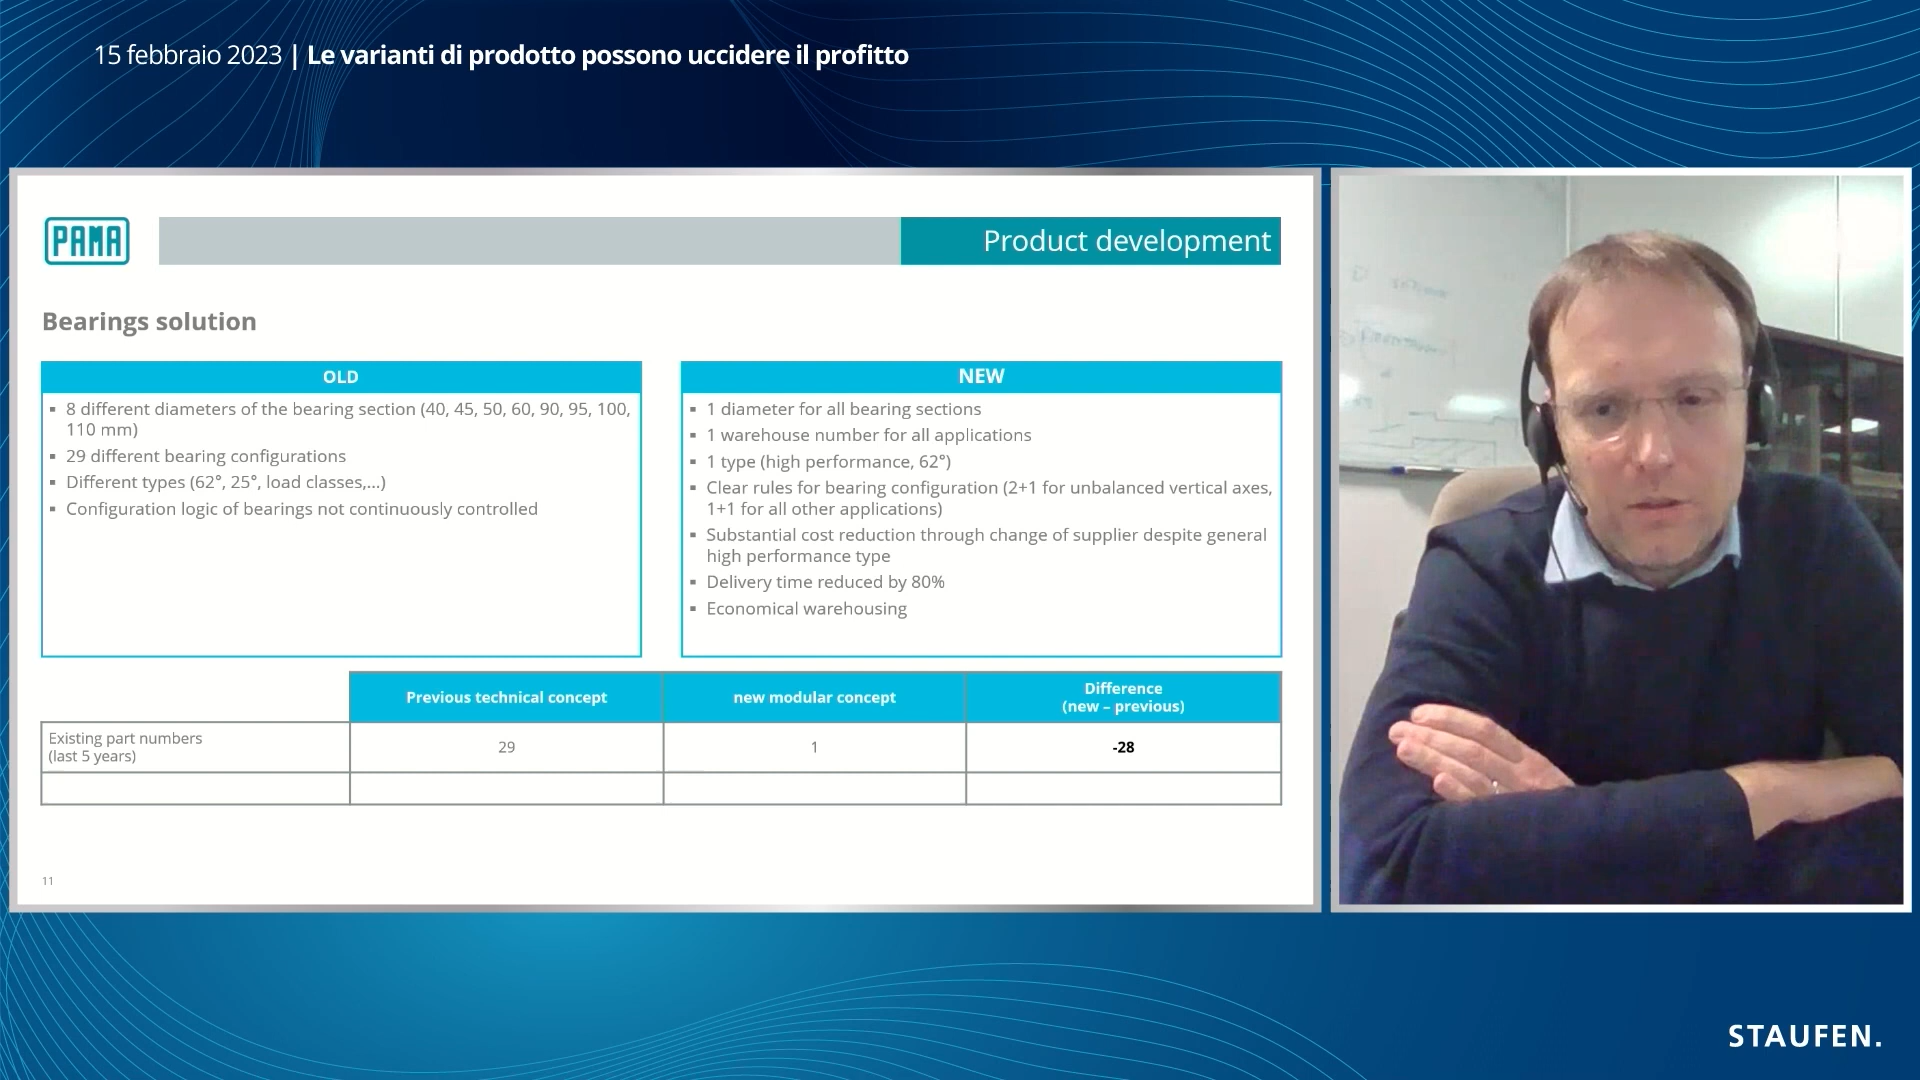 15 febbraio 2023 | Le varianti di prodotto possono uccidere il profitto
PAMA
Product development
Bearings solution
OLD
▪ 8 different diameters of the bearing section (40, 45, 50, 60, 90, 95, 100,
110 mm)
▪ 29 different bearing configurations
▪ Different types (62°, 25°, load classes,...)
▪ Configuration logic of bearings not continuously controlled
NEW
▪ 1 diameter for all bearing sections
▪ 1 warehouse number for all applications
▪ 1 type (high performance, 62°)
▪ Clear rules for bearing configuration (2+1 for unbalanced vertical axes,
1+1 for all other applications)
▪ Substantial cost reduction through change of supplier despite general
high performance type
▪ Delivery time reduced by 80%
▪ Economical warehousing
Previous technical concept
new modular concept
Difference
(new – previous)
Existing part numbers
(last 5 years)
29
1
-28
11
STAUFEN.